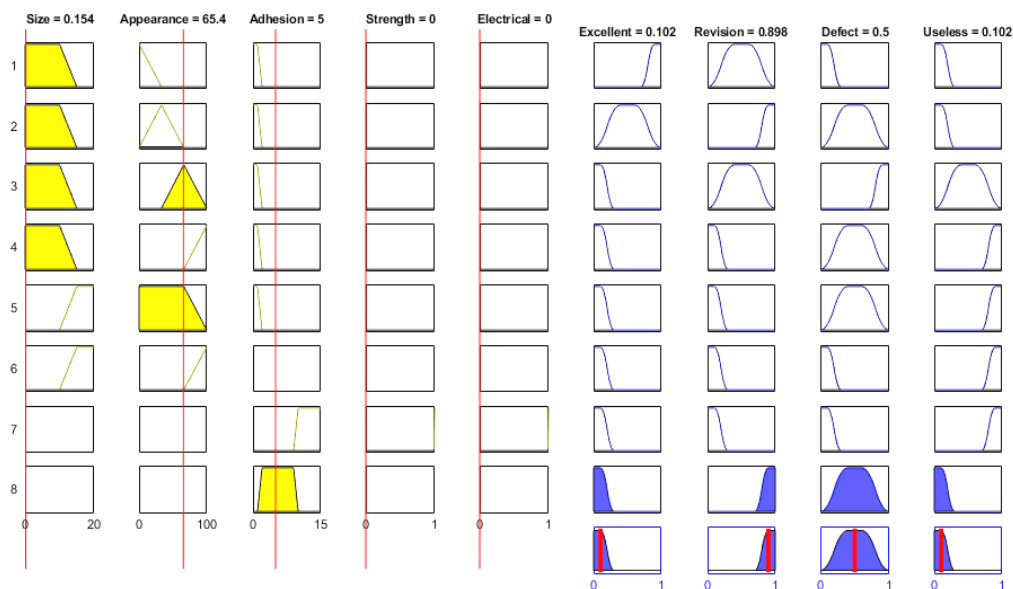 Size = 0.154 Appearance = 65.4 Adhesion = 5 Strength = 0 Electrical = 0
Excellent = 0.102 Revision = 0.898 Defect = 0.5 Useless = 0.102
1
2
3
4
5
6
7
8
0 20 0 100 0 15 0 1 0 1
0 1 0 1 0 1 0 1